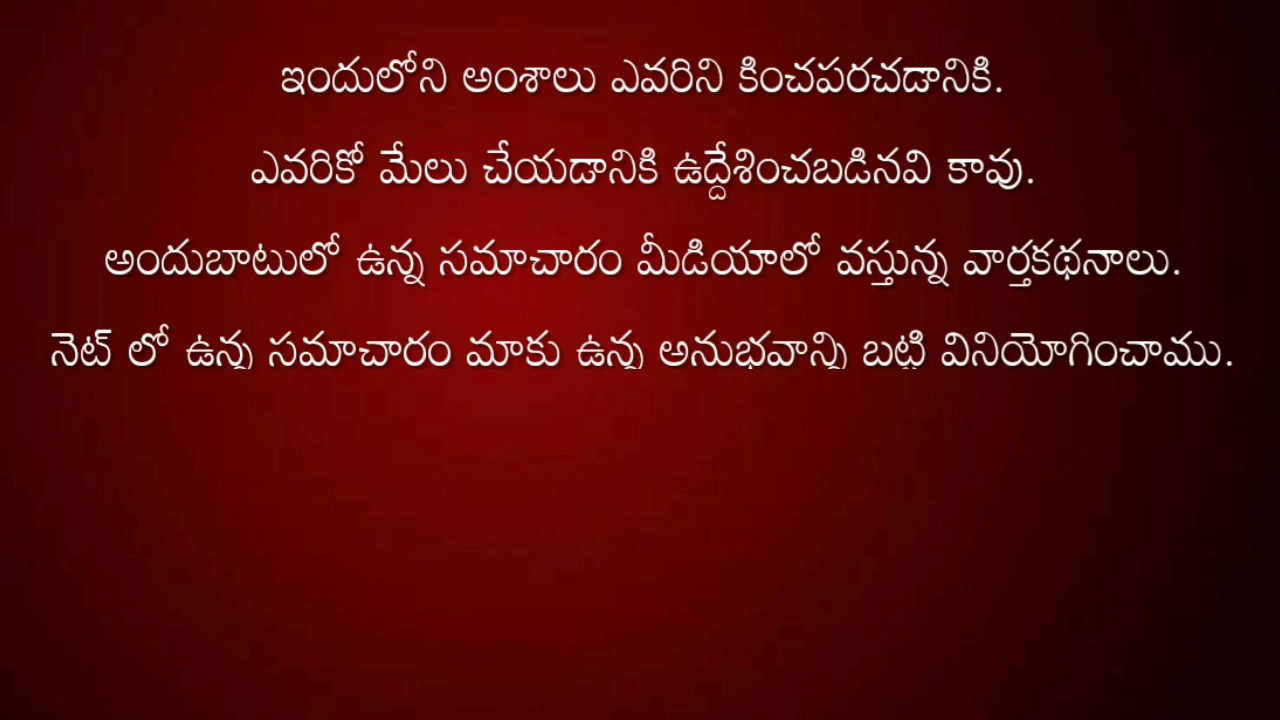 ఇందులోని అంశాలు ఎవరిని కించపరచడానికి.
ఎవరికో మేలు చేయడానికి ఉద్దేశించబడినవి కావు.
అందుబాటులో ఉన్న సమాచారం మీడియాలో వస్తున్న వార్తకథనాలు.
నెట్ లో ఉన్న సమాచారం మాకు ఉన్న అనుభవాన్ని బట్టి వినియోగించాము.